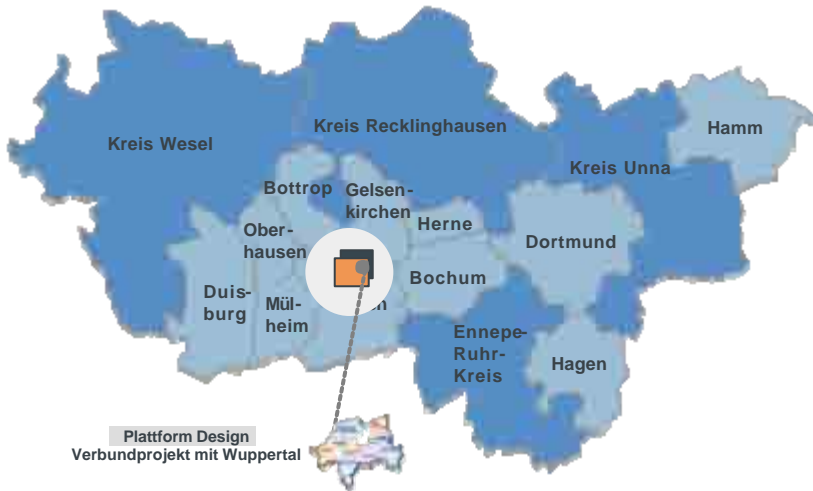 Kreis Wesel
Kreis Recklinghausen
Hamm
Kreis Unna
Bottrop
Gelsen-
kirchen
Herne
Ober-
hausen
Dortmund
Bochum
Duis-
burg
Mül-
heim
Ennepe-
Ruhr-
Kreis
Hagen
Plattform Design
Verbundprojekt mit Wuppertal